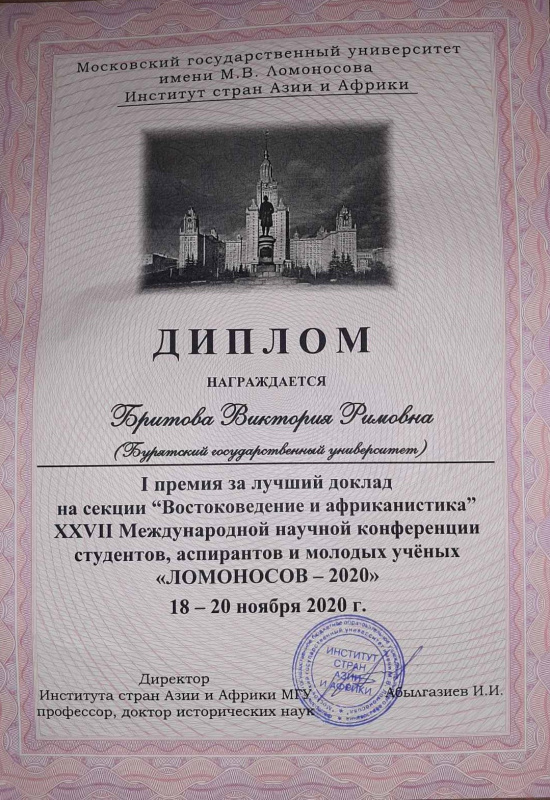 Московский государственный университет
имени М.В. Ломоносова
Институт стран Азии и Африки
ДИПЛОМ
НАГРАЖДАЕТСЯ
Бритова Виктория Римовна
(Бурятский государственный университет)
I премия за лучший доклад
на секции “Востоковедение и африканистика”
XXVII Международной научной конференции
студентов, аспирантов и молодых учёных
«ЛОМОНОСОВ – 2020»
18 – 20 ноября 2020 г.
ИНСТИТУТ
СТРАН
АЗИИ
И АФРИКИ
Директор
Института стран Азии и Африки МГУ,
профессор, доктор исторических наук
Абылгазиев И.И.